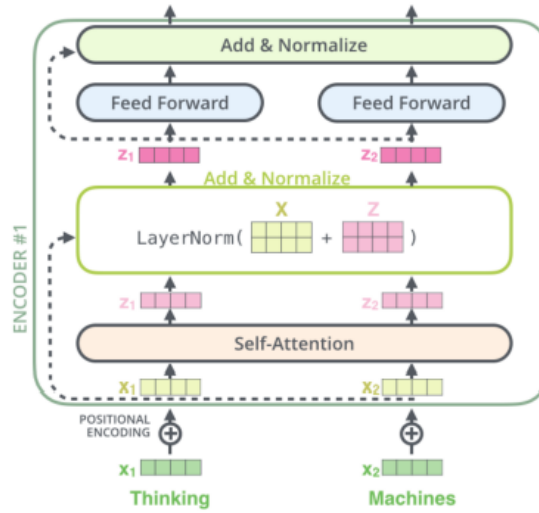 Add & Normalize
Feed Forward Feed Forward
z₁ z₂
Add & Normalize
X Z
LayerNorm( + )
z₁ z₂
Self-Attention
x₁ x₂
ENCODER #1
POSITIONAL
ENCODING
x₁ x₂
Thinking Machines